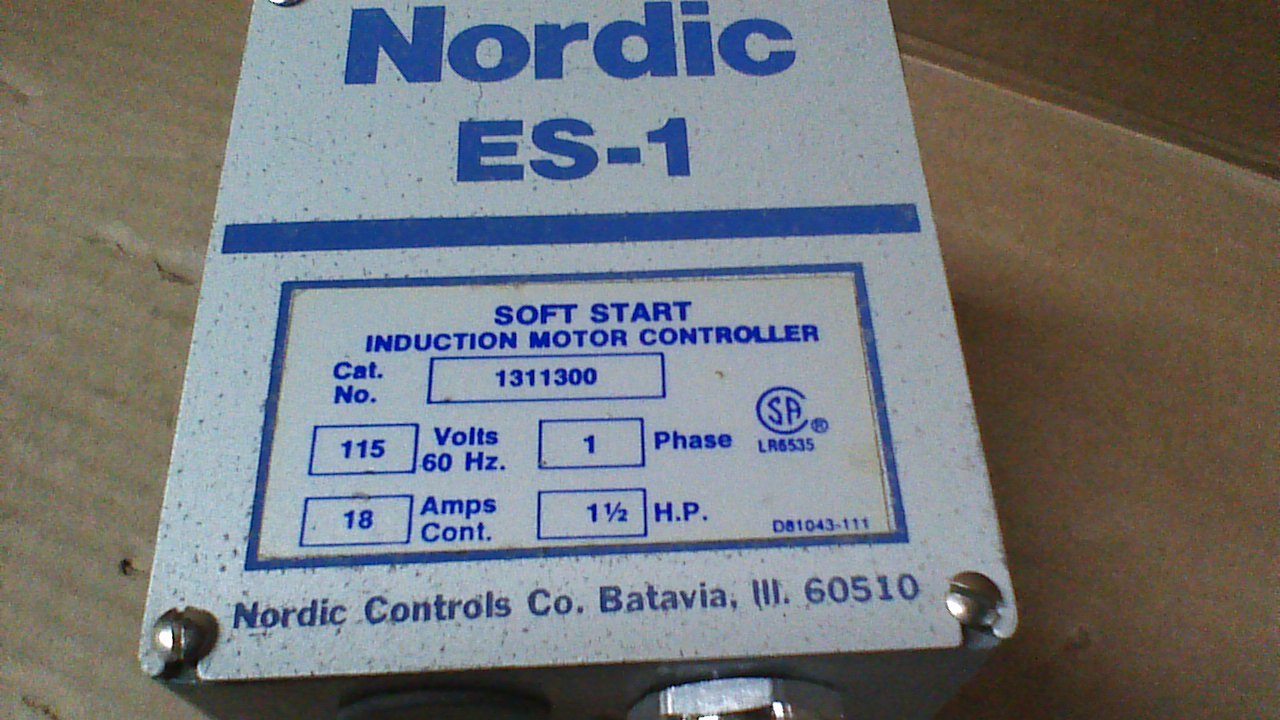 Nordic
ES-1
SOFT START
INDUCTION MOTOR CONTROLLER
Cat. No. 1311300
115 Volts 60 Hz. 1 Phase
SA ®
LR6535
18 Amps Cont. 1½ H.P.
D81043-111
Nordic Controls Co. Batavia, Ill. 60510